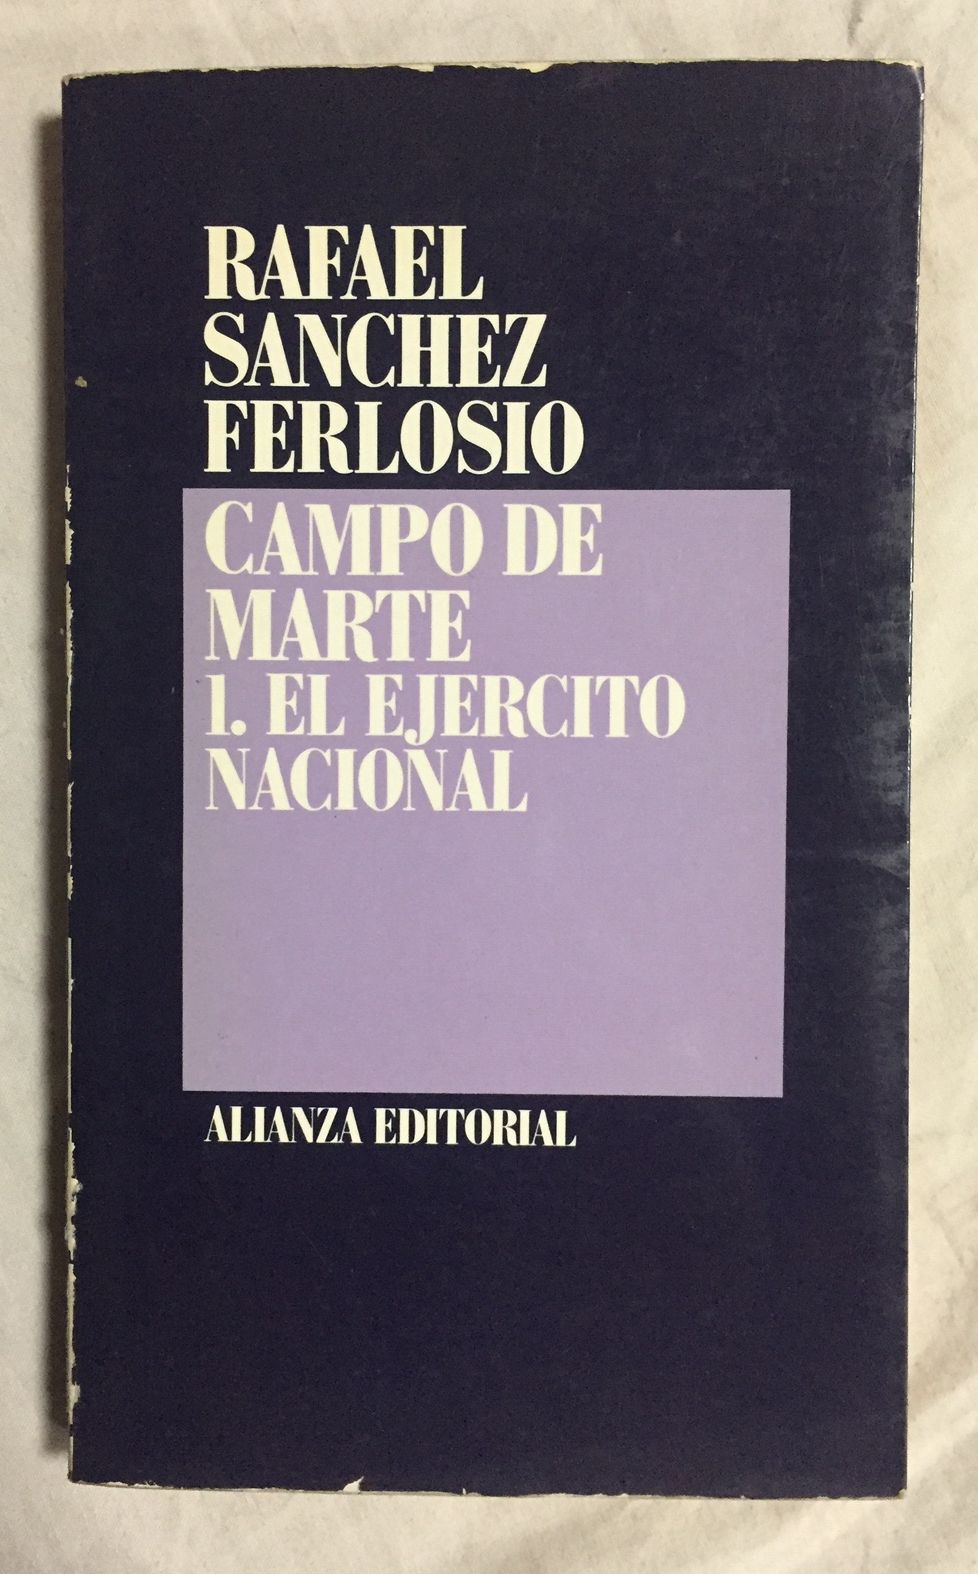 RAFAEL
SANCHEZ
FERLOSIO
CAMPO DE
MARTE
1. EL EJERCITO
NACIONAL
ALIANZA EDITORIAL